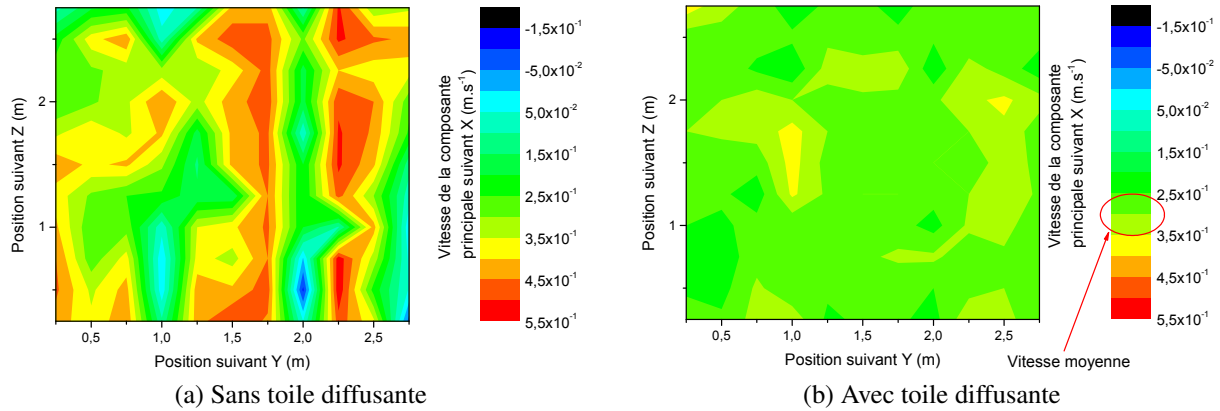 2
1
0,5
1,0
1,5
2,0
2,5
Position suivant Z (m)
Position suivant Y (m)
Vitesse de la composante
principale suivant X (m.s⁻¹)
-1,5x10⁻¹
-5,0x10⁻²
5,0x10⁻²
1,5x10⁻¹
2,5x10⁻¹
3,5x10⁻¹
4,5x10⁻¹
5,5x10⁻¹
(a) Sans toile diffusante
2
1
0,5
1,0
1,5
2,0
2,5
Position suivant Z (m)
Position suivant Y (m)
Vitesse de la composante
principale suivant X (m.s⁻¹)
-1,5x10⁻¹
-5,0x10⁻²
5,0x10⁻²
1,5x10⁻¹
2,5x10⁻¹
3,5x10⁻¹
4,5x10⁻¹
5,5x10⁻¹
Vitesse moyenne
(b) Avec toile diffusante